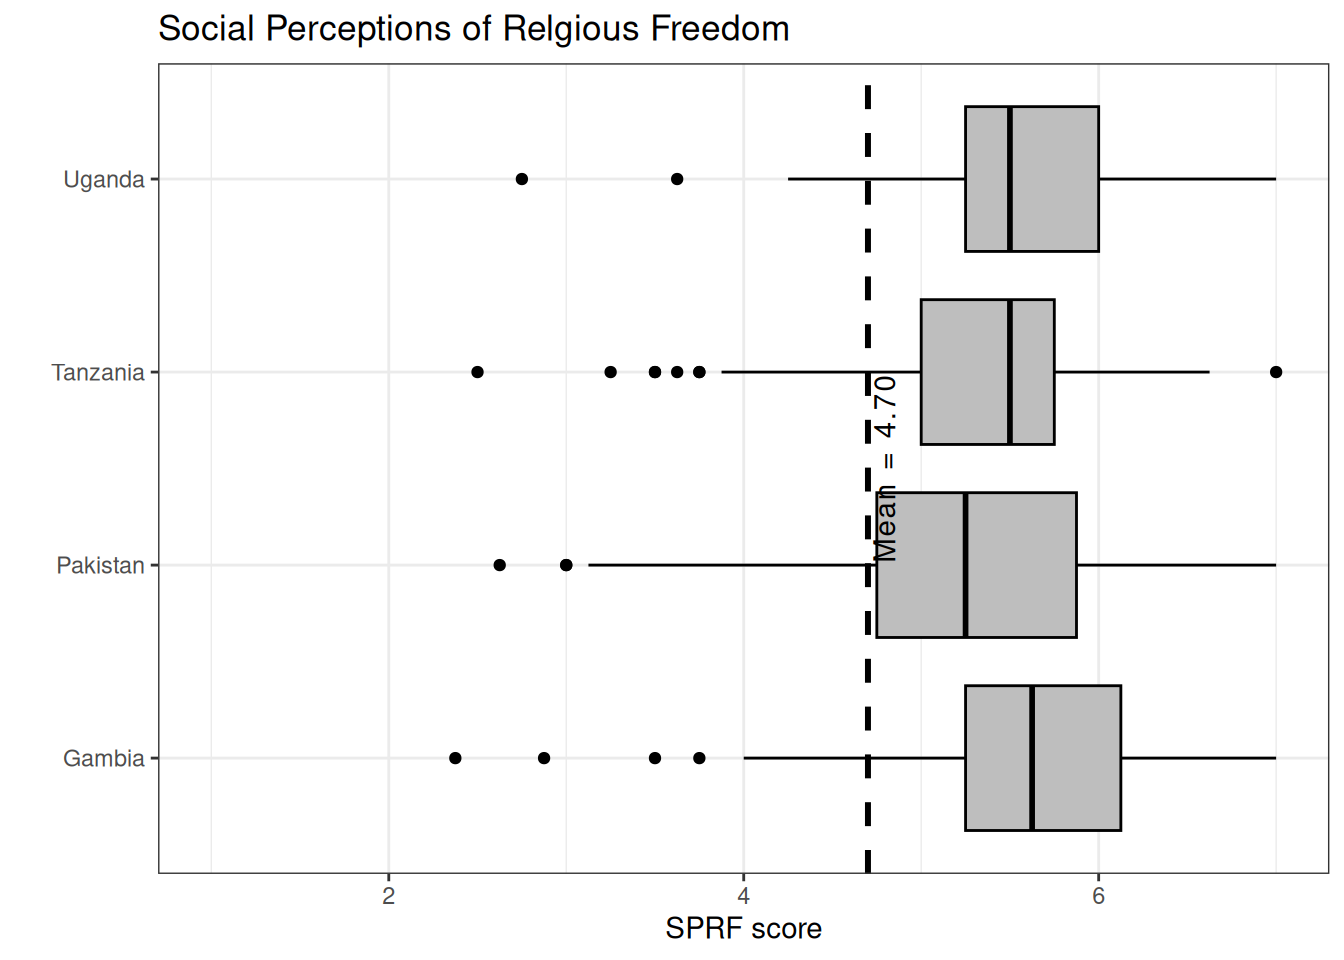 Social Perceptions of Relgious Freedom
Uganda
Tanzania
Pakistan
Gambia
Mean = 4.70
2
4
6
SPRF score